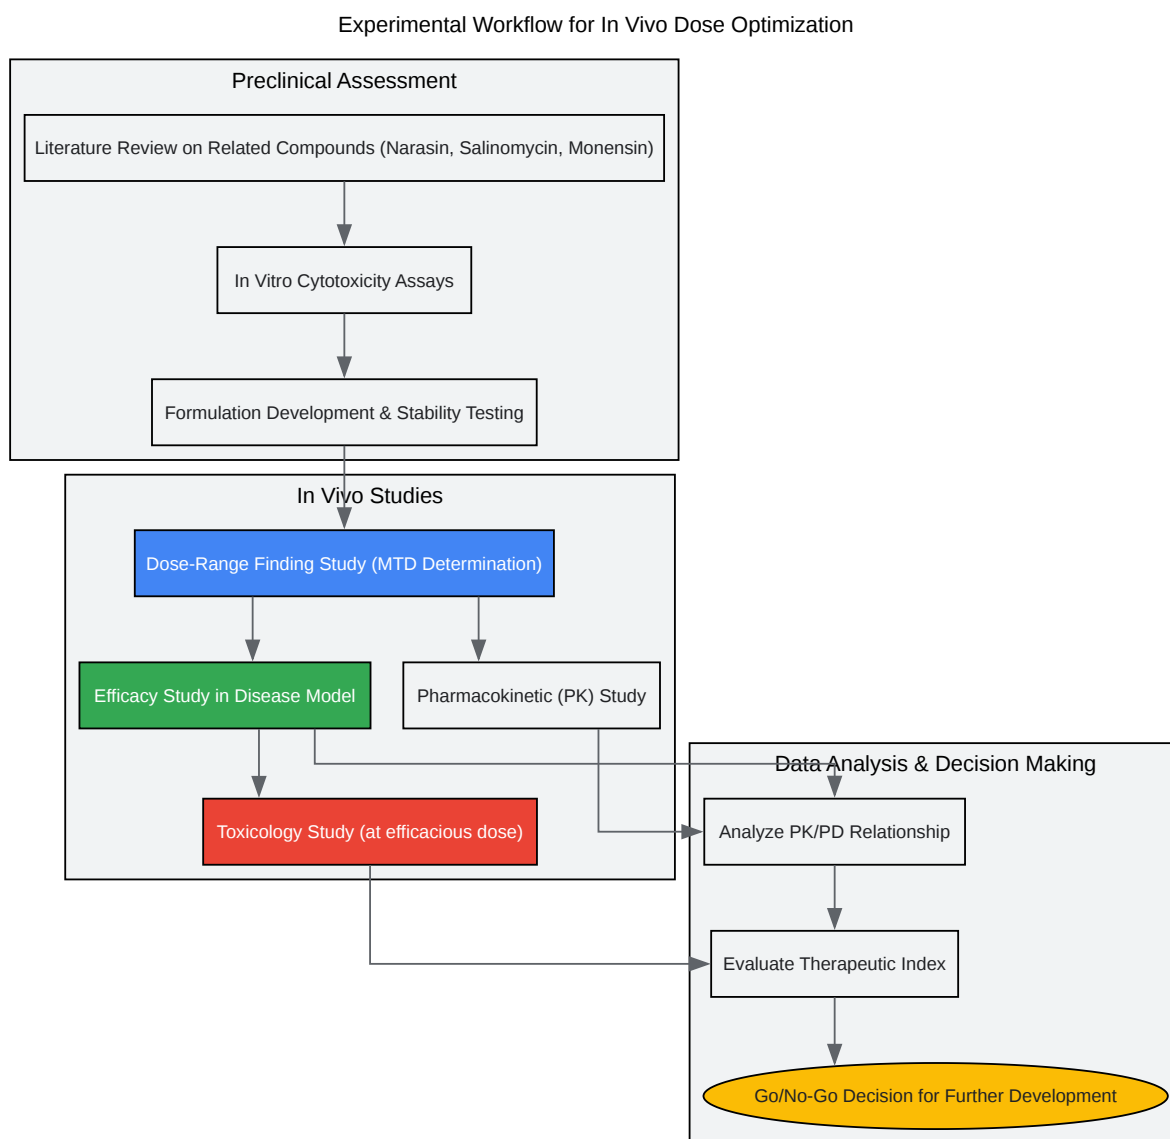 Experimental Workflow for In Vivo Dose Optimization
Preclinical Assessment
Literature Review on Related Compounds (Narasin, Salinomycin, Monensin)
In Vitro Cytotoxicity Assays
Formulation Development & Stability Testing
In Vivo Studies
Dose-Range Finding Study (MTD Determination)
Efficacy Study in Disease Model
Pharmacokinetic (PK) Study
Toxicology Study (at efficacious dose)
Data Analysis & Decision Making
Analyze PK/PD Relationship
Evaluate Therapeutic Index
Go/No-Go Decision for Further Development